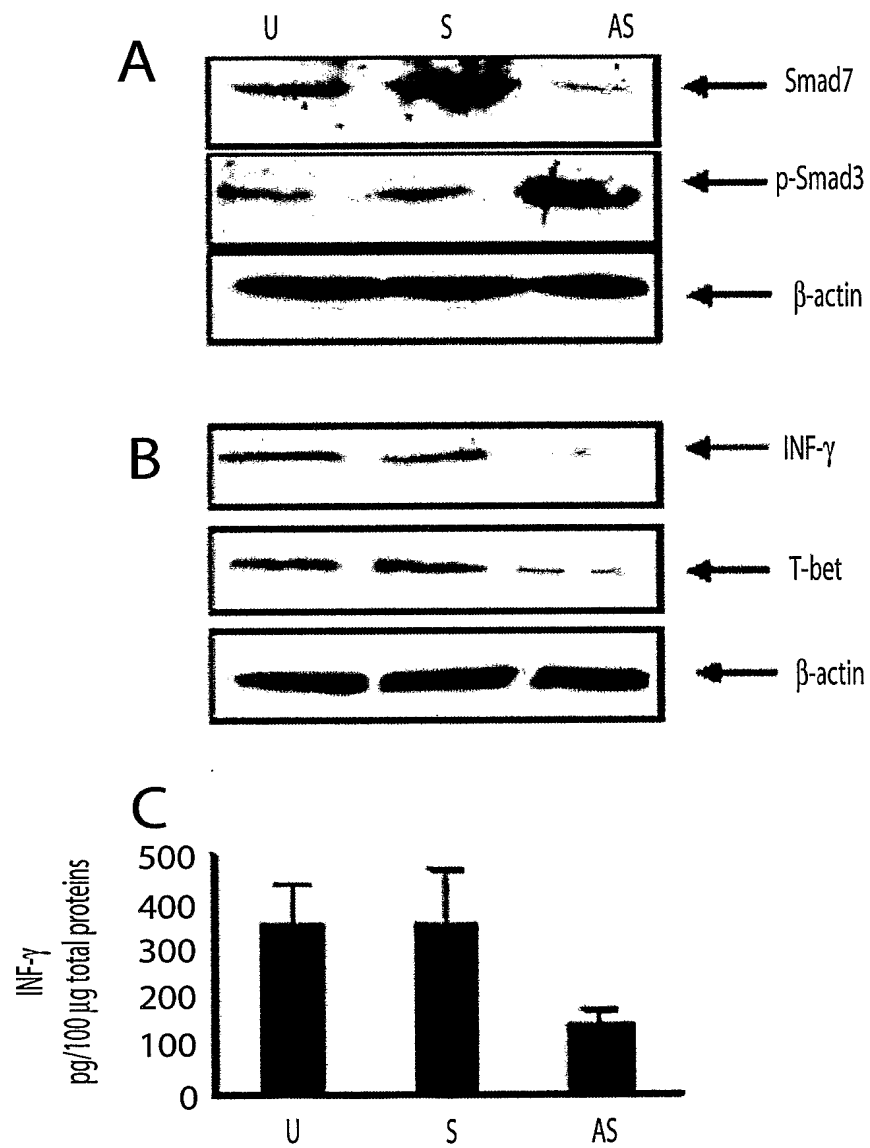 U S AS
A
Smad7
p-Smad3
β-actin
B
INF-γ
T-bet
β-actin
C
INF-γ
pg/100 µg total proteins
500
400
300
200
100
0
U S AS